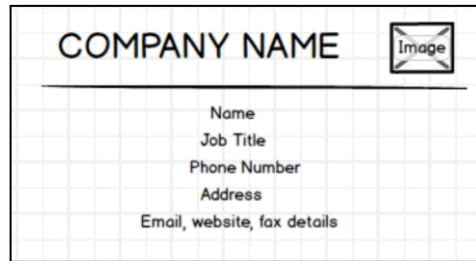 COMPANY NAME
Image
Name
Job Title
Phone Number
Address
Email, website, fax details